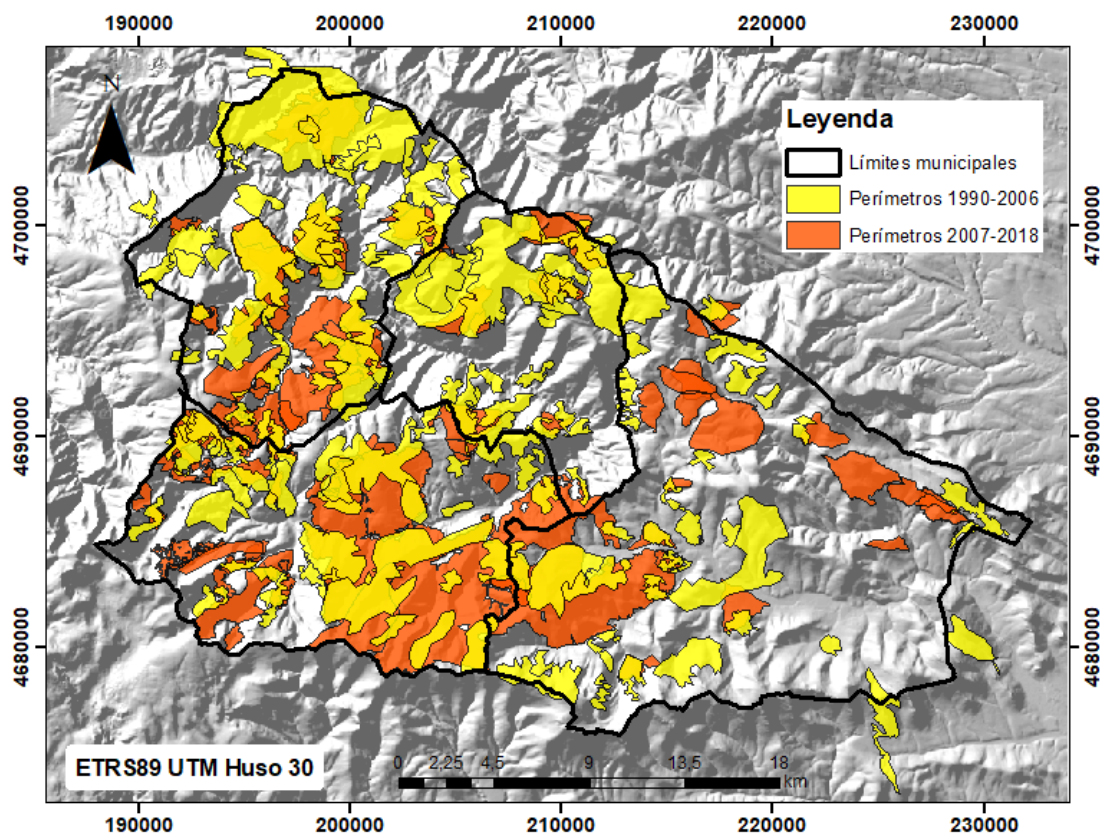 190000 200000 210000 220000 230000
N
Leyenda
Límites municipales
Perímetros 1990-2006
Perímetros 2007-2018
4700000 4700000
4690000 4690000
4680000 4680000
ETRS89 UTM Huso 30
0 2,25 4,5 9 13,5 18
km
190000 200000 210000 220000 230000